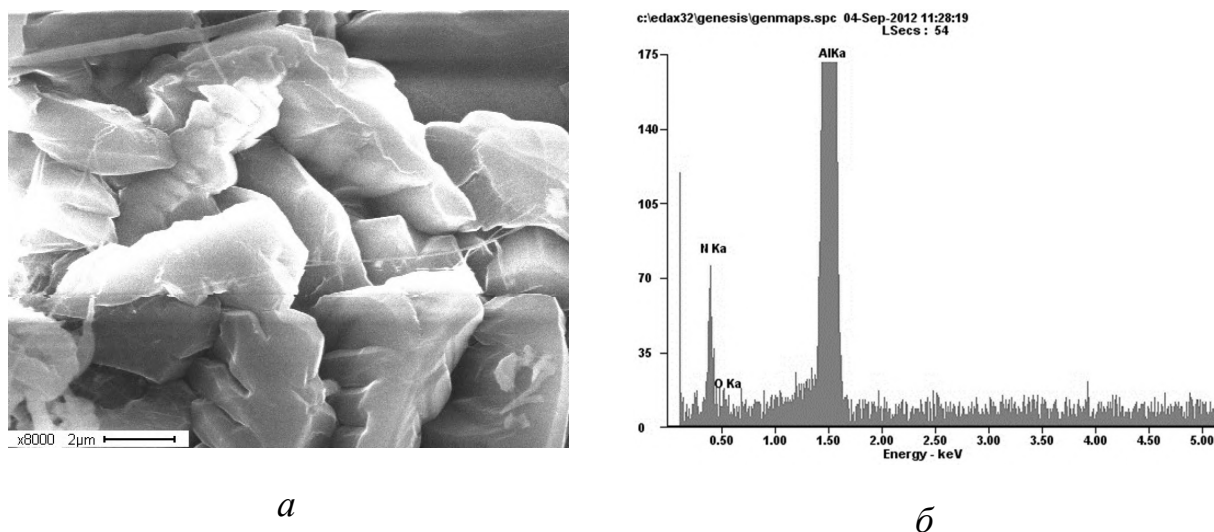 c:\edax32\genesis\genmaps.spc 04-Sep-2012 11:28:19
LSecs : 54
175
AlKa
140
105
N Ka
70
35
O Ka
0
0.50 1.00 1.50 2.00 2.50 3.00 3.50 4.00 4.50 5.00
Energy - keV
x8000 2µm
а
б